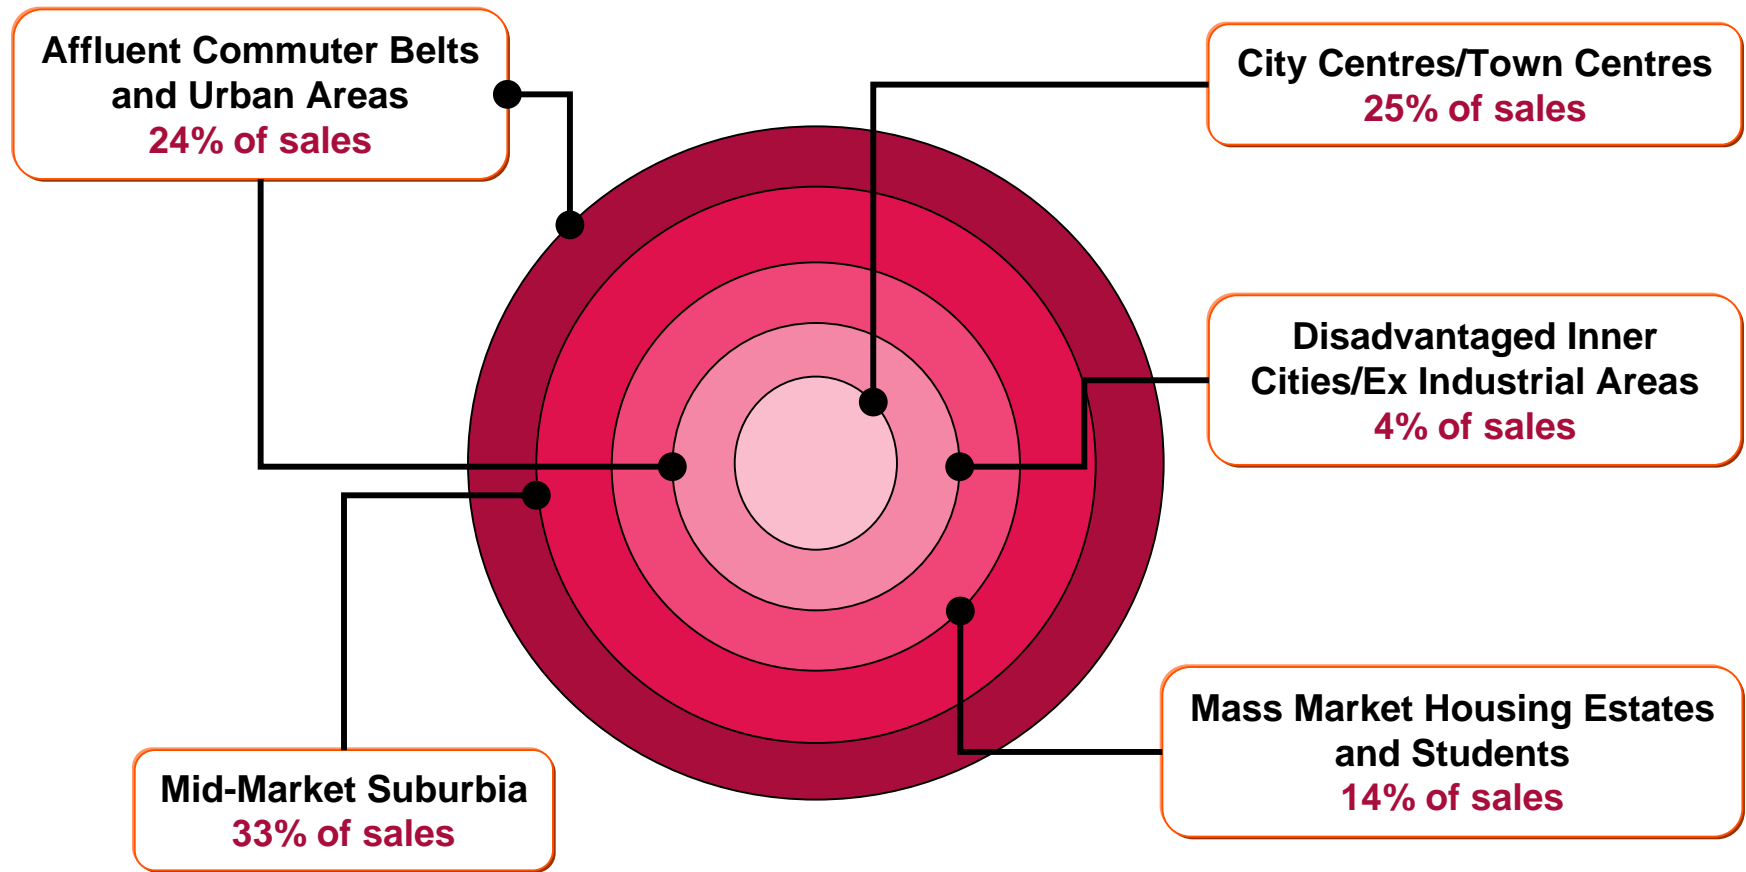 Affluent Commuter Belts
and Urban Areas
24% of sales
City Centres/Town Centres
25% of sales
Disadvantaged Inner
Cities/Ex Industrial Areas
4% of sales
Mass Market Housing Estates
and Students
14% of sales
Mid-Market Suburbia
33% of sales